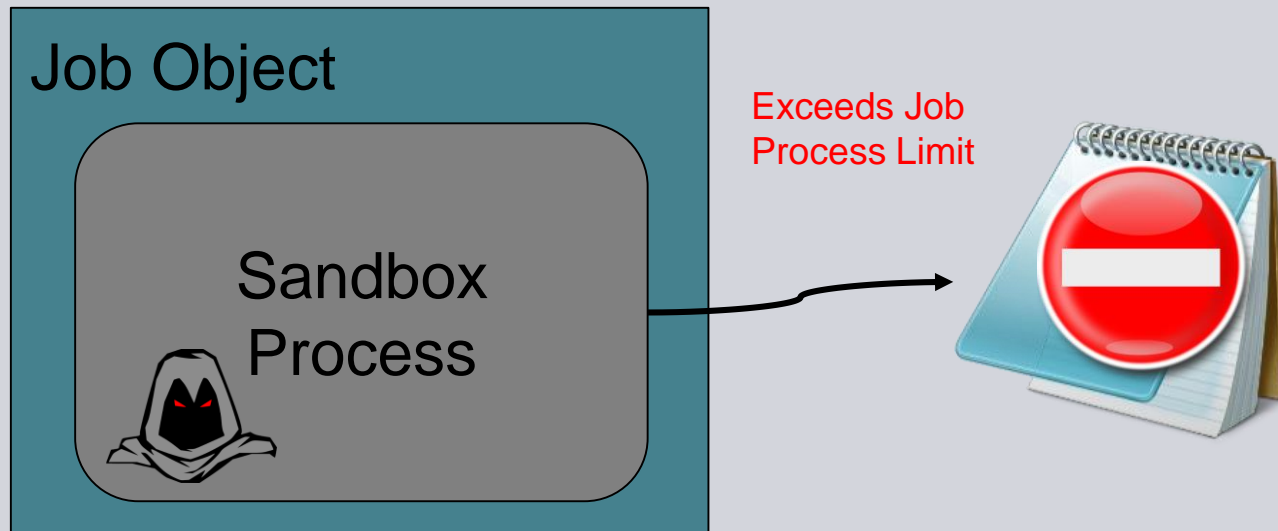 Job Object
Exceeds Job
Process Limit
Sandbox
Process